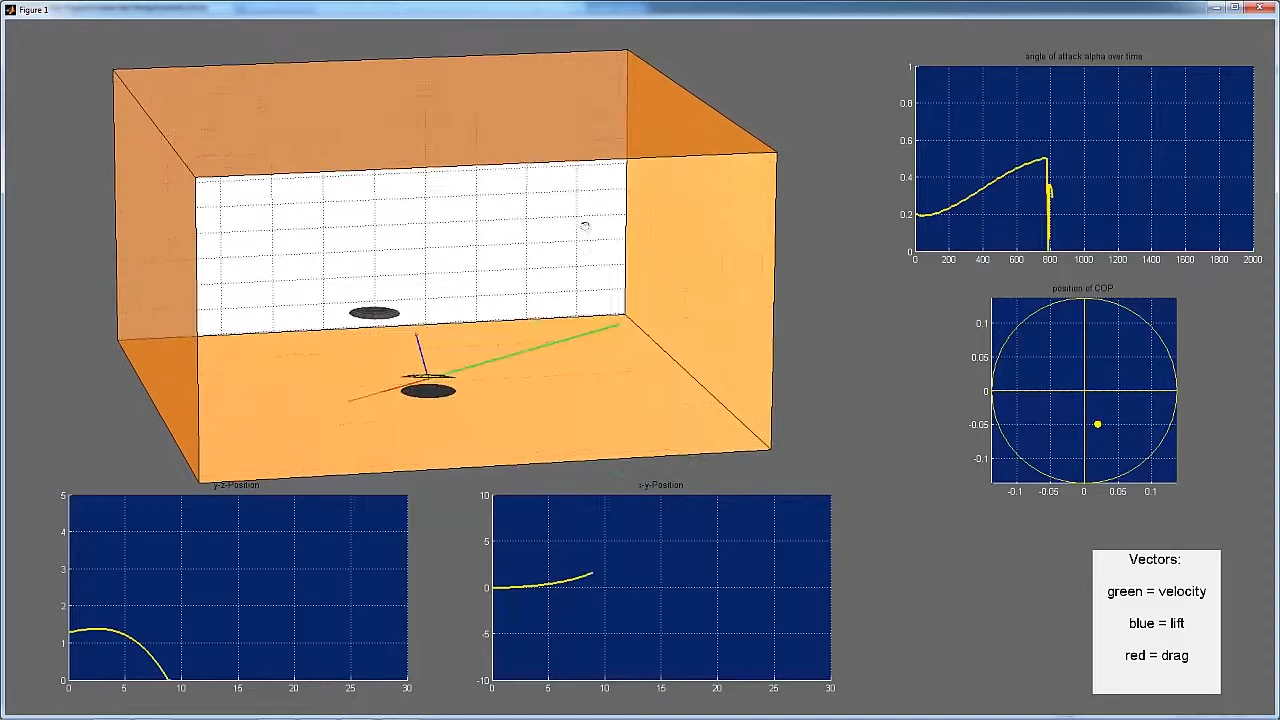 Figure 1
angle of attack alpha over time
1
0.8
0.6
0.4
0.2
0
0 200 400 600 800 1000 1200 1400 1600 1800 2000
position of COP
0.1
0.05
0
-0.05
-0.1
-0.1 -0.05 0 0.05 0.1
y-z-Position
5
4
3
2
1
0
0 5 10 15 20 25 30
x-y-Position
10
5
0
-5
-10
0 5 10 15 20 25 30
Vectors:
green = velocity
blue = lift
red = drag